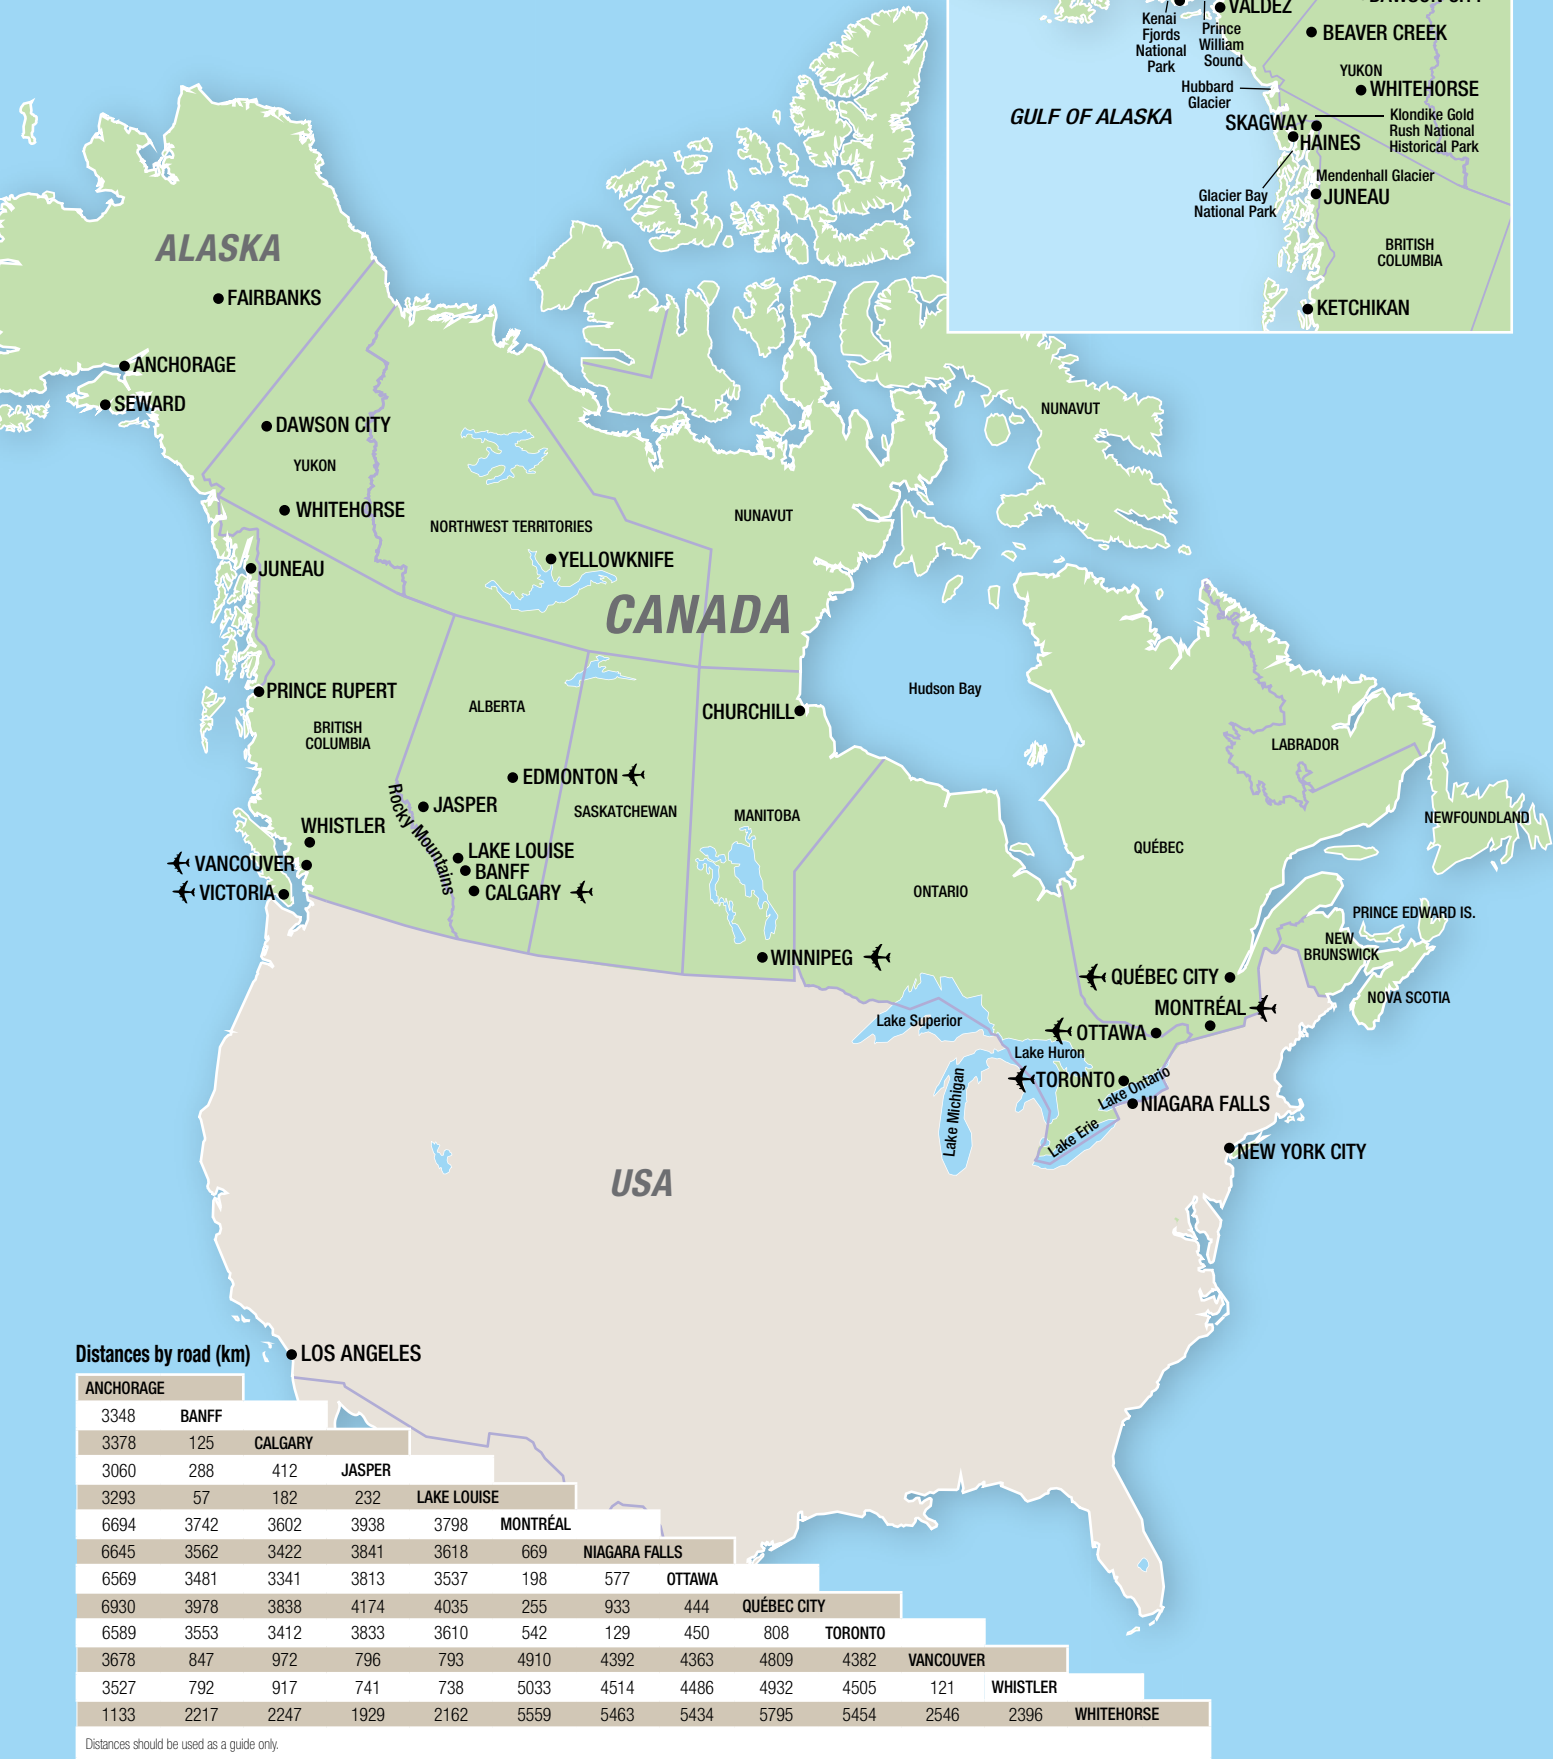 VALDEZ
Kenai
Fjords
National
Park
Prince
William
Sound
BEAVER CREEK
YUKON
WHITEHORSE
Hubbard
Glacier
GULF OF ALASKA
SKAGWAY
HAINES
Klondike Gold
Rush National
Historical Park
Mendenhall Glacier
Glacier Bay
National Park
JUNEAU
BRITISH
COLUMBIA
KETCHIKAN
ALASKA
FAIRBANKS
ANCHORAGE
SEWARD
DAWSON CITY
YUKON
WHITEHORSE
NUNAVUT
NUNAVUT
NORTHWEST TERRITORIES
YELLOWKNIFE
JUNEAU
CANADA
PRINCE RUPERT
BRITISH
COLUMBIA
ALBERTA
CHURCHILL
Hudson Bay
LABRADOR
EDMONTON
JASPER
Rocky Mountains
SASKATCHEWAN
MANITOBA
NEWFOUNDLAND
WHISTLER
VANCOUVER
VICTORIA
LAKE LOUISE
BANFF
CALGARY
QUÉBEC
ONTARIO
PRINCE EDWARD IS.
NEW
BRUNSWICK
NOVA SCOTIA
WINNIPEG
QUÉBEC CITY
MONTRÉAL
OTTAWA
Lake Superior
Lake Huron
TORONTO
Lake Ontario
NIAGARA FALLS
Lake Michigan
Lake Erie
NEW YORK CITY
USA
LOS ANGELES
Distances by road (km)
ANCHORAGE
3348 BANFF
3378 125 CALGARY
3060 288 412 JASPER
3293 57 182 232 LAKE LOUISE
6694 3742 3602 3938 3798 MONTRÉAL
6645 3562 3422 3841 3618 669 NIAGARA FALLS
6569 3481 3341 3813 3537 198 577 OTTAWA
6930 3978 3838 4174 4035 255 933 444 QUÉBEC CITY
6589 3553 3412 3833 3610 542 129 450 808 TORONTO
3678 847 972 796 793 4910 4392 4363 4809 4382 VANCOUVER
3527 792 917 741 738 5033 4514 4486 4932 4505 121 WHISTLER
1133 2217 2247 1929 2162 5559 5463 5434 5795 5454 2546 2396 WHITEHORSE
Distances should be used as a guide only.